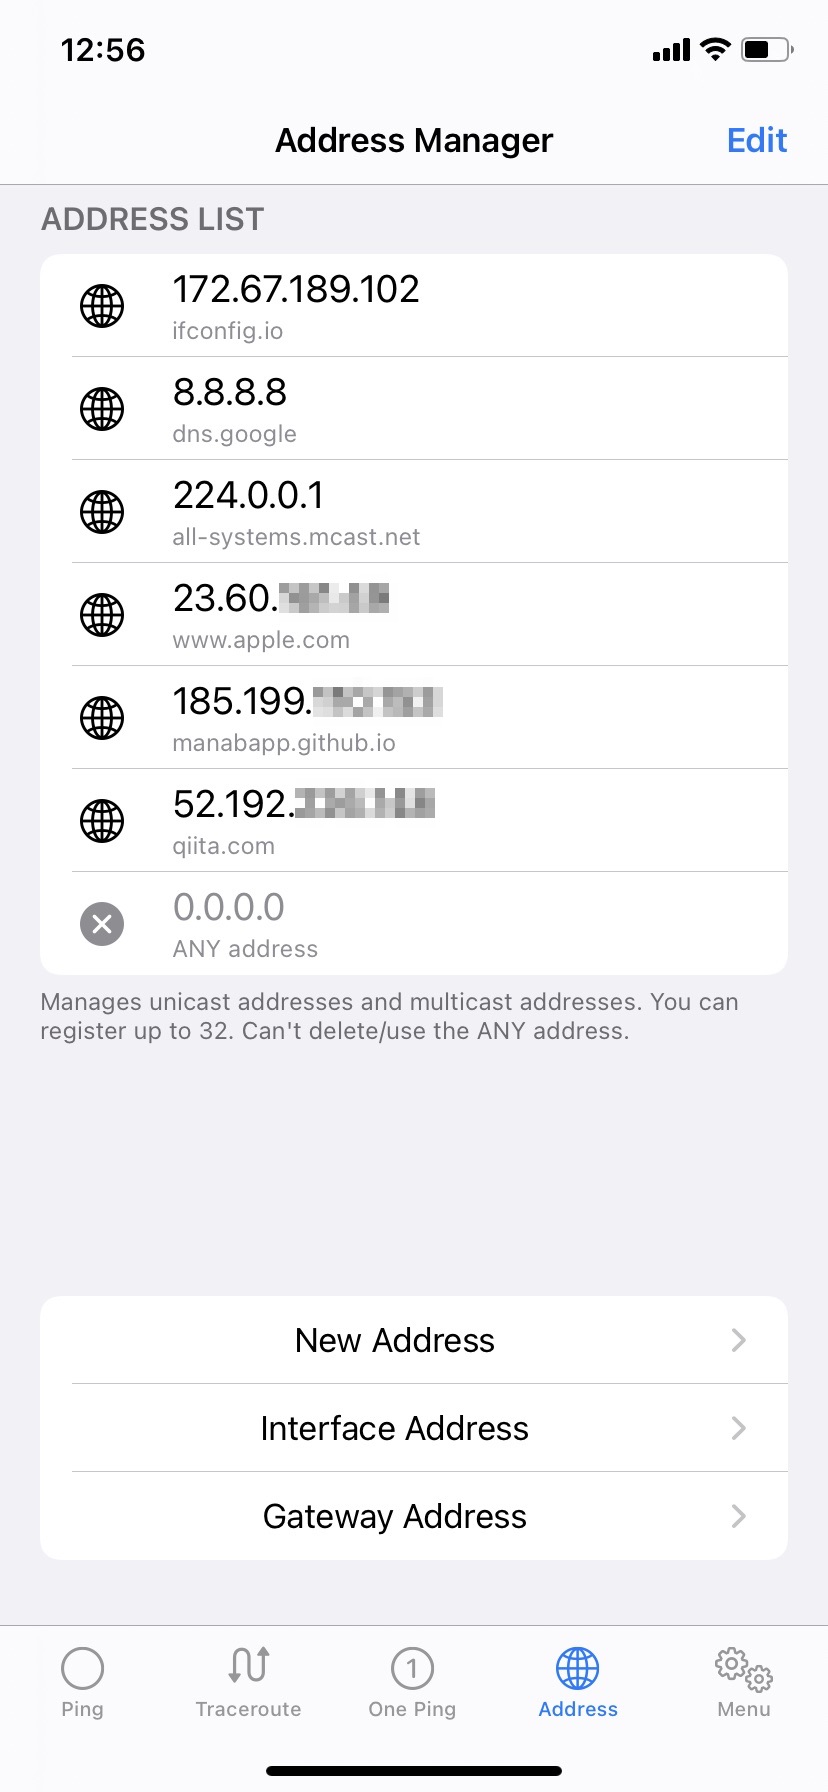 12:56
Address Manager
Edit
ADDRESS LIST
172.67.189.102
ifconfig.io
8.8.8.8
dns.google
224.0.0.1
all-systems.mcast.net
23.60.
www.apple.com
185.199.
manabapp.github.io
52.192.
qiita.com
0.0.0.0
ANY address
Manages unicast addresses and multicast addresses. You can
register up to 32. Can't delete/use the ANY address.
New Address
Interface Address
Gateway Address
1
Ping
Traceroute
One Ping
Address
Menu